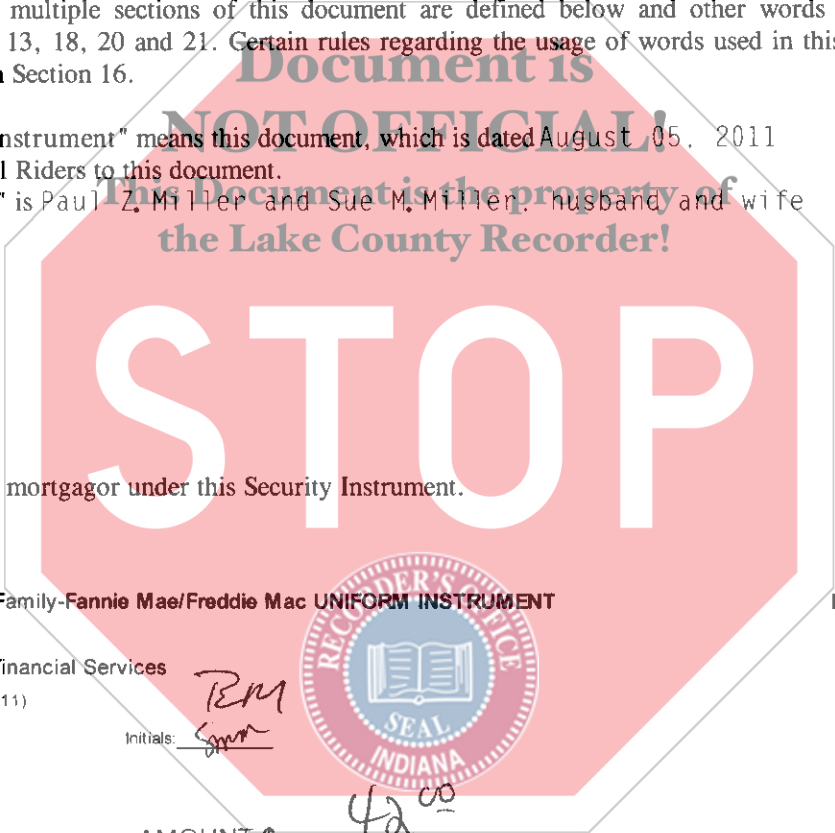 multiple sections of this document are defined below and other words
13, 18, 20 and 21. Certain rules regarding the usage of words used in this
Section 16.
Document is
NOT OFFICIAL!
nstrument" means this document, which is dated August 05, 2011
l Riders to this document.
This Document is the property of
" is Paul Z. Miller and Sue M. Miller, husband and wife
the Lake County Recorder!
STOP
mortgagor under this Security Instrument.
Family-Fannie Mae/Freddie Mac UNIFORM INSTRUMENT
RECORDER'S OFFICE
SEAL
INDIANA
inancial Services
11)
Initials:
42 00
AMOUNT $